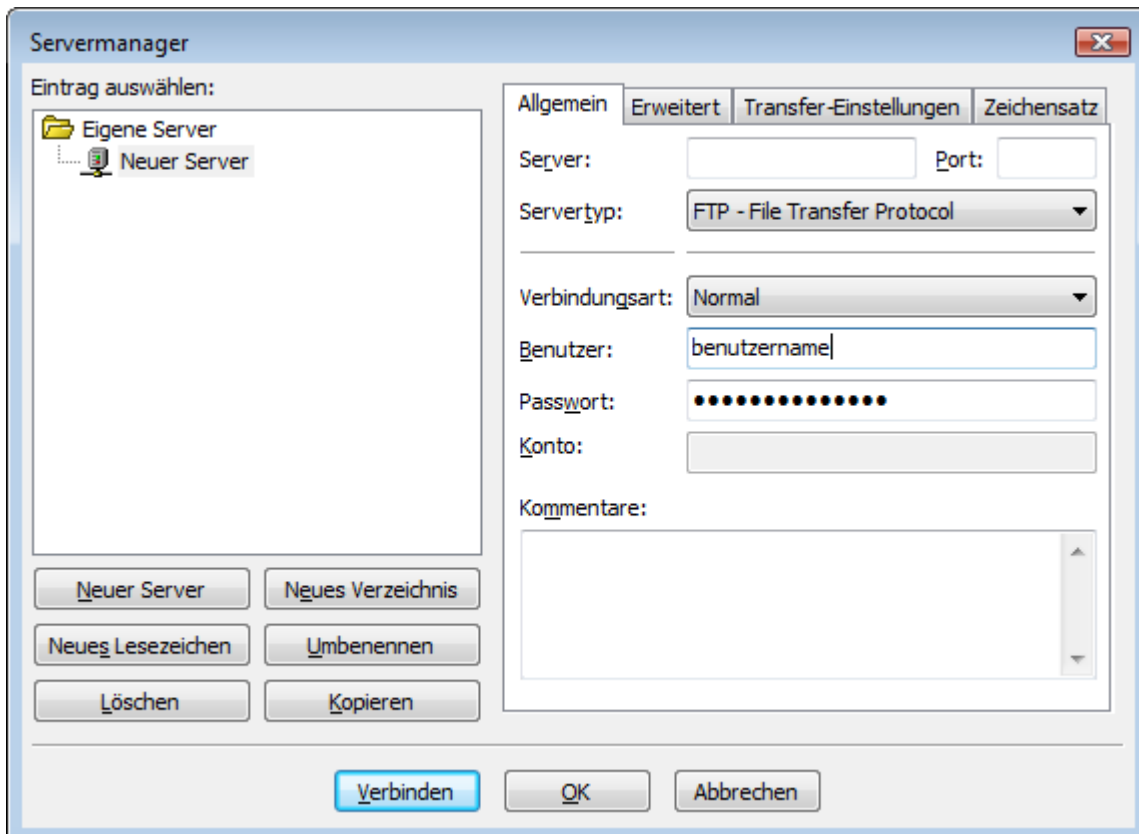 Servermanager
Eintrag auswählen:
Eigene Server
Neuer Server
Neuer Server Neues Verzeichnis
Neues Lesezeichen Umbenennen
Löschen Kopieren
Allgemein Erweitert Transfer-Einstellungen Zeichensatz
Server: Port:
Servertyp: FTP - File Transfer Protocol
Verbindungsart: Normal
Benutzer: benutzername
Passwort: ••••••••••••••
Konto:
Kommentare:
Verbinden OK Abbrechen